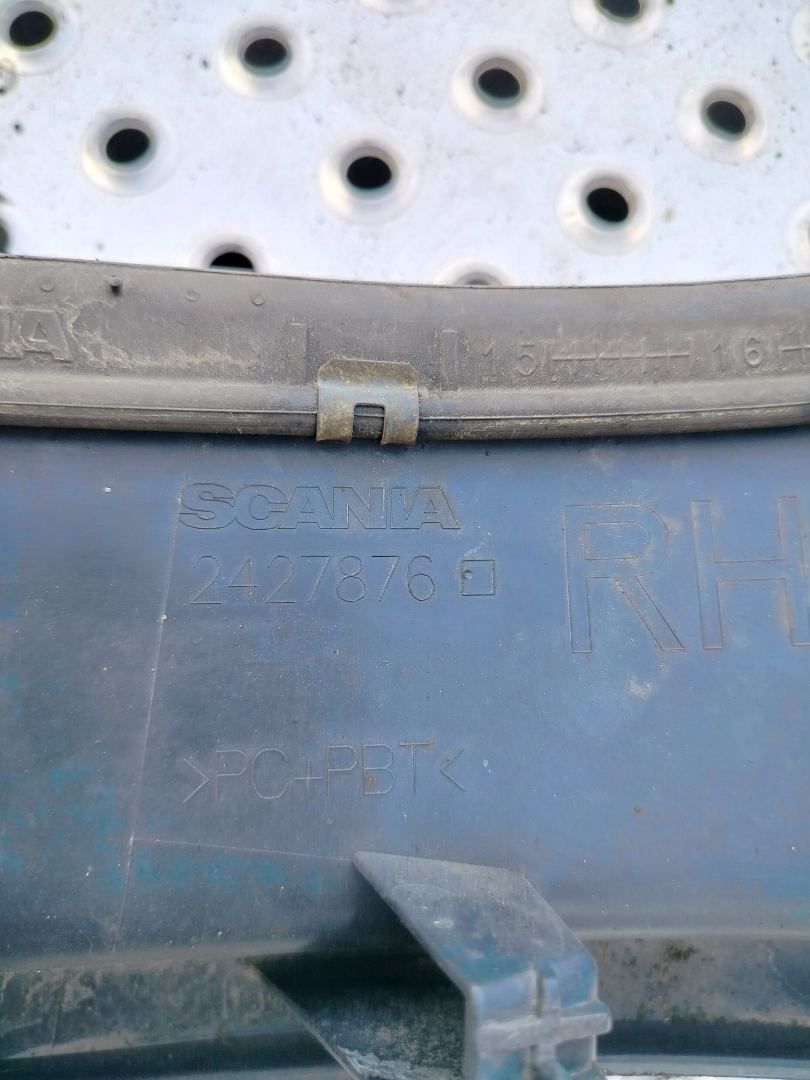 IA
15 16
SCANIA
2427876
RH
>PC+PBT<